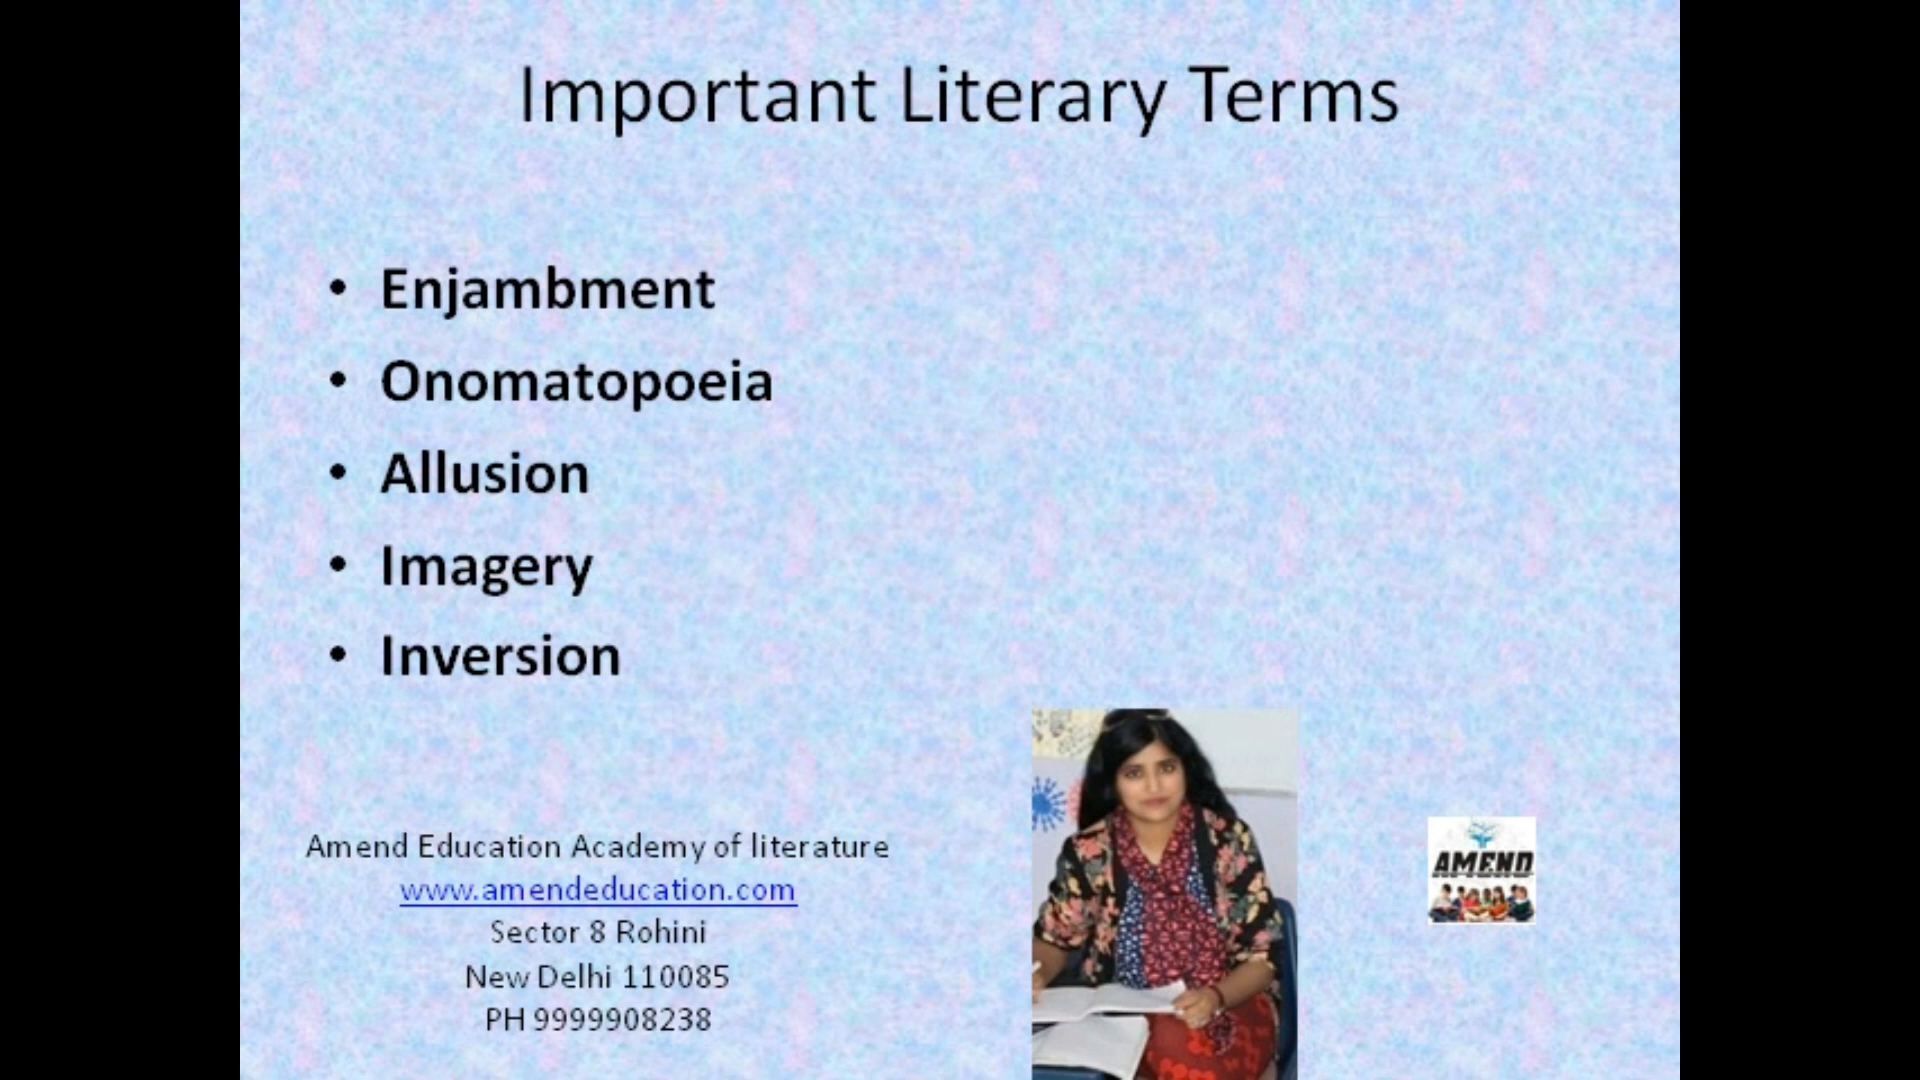 Important Literary Terms
• Enjambment
• Onomatopoeia
• Allusion
• Imagery
• Inversion
Amend Education Academy of literature
www.amendeducation.com
Sector 8 Rohini
New Delhi 110085
PH 9999908238
AMEND